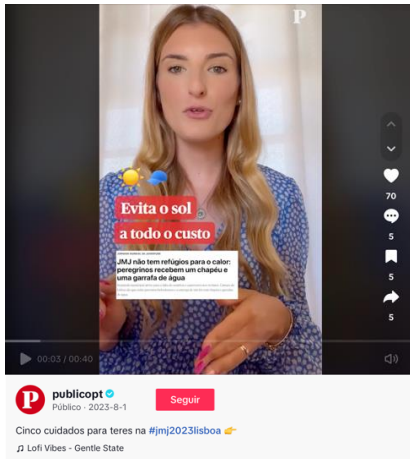 P
Evita o sol
a todo o custo
JMJ não tem refúgios para o calor:
peregrinos recebem um chapéu e
uma garrafa de água
70
5
5
5
00:03 / 00:40
P
publicopt
Público · 2023-8-1
Seguir
Cinco cuidados para teres na #jmj2023lisboa 👉
♫ Lofi Vibes - Gentle State